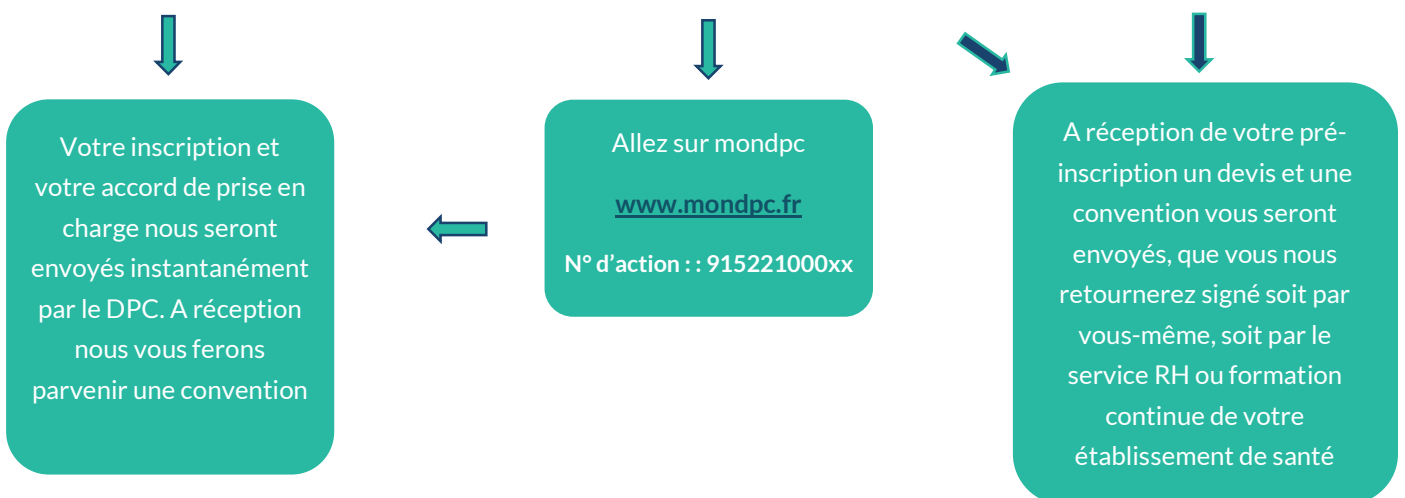 Votre inscription et
votre accord de prise en
charge nous seront
envoyés instantanément
par le DPC. A réception
nous vous ferons
parvenir une convention
Allez sur mondpc
www.mondpc.fr
N° d’action : : 915221000xx
A réception de votre pré-
inscription un devis et une
convention vous seront
envoyés, que vous nous
retournerez signé soit par
vous-même, soit par le
service RH ou formation
continue de votre
établissement de santé